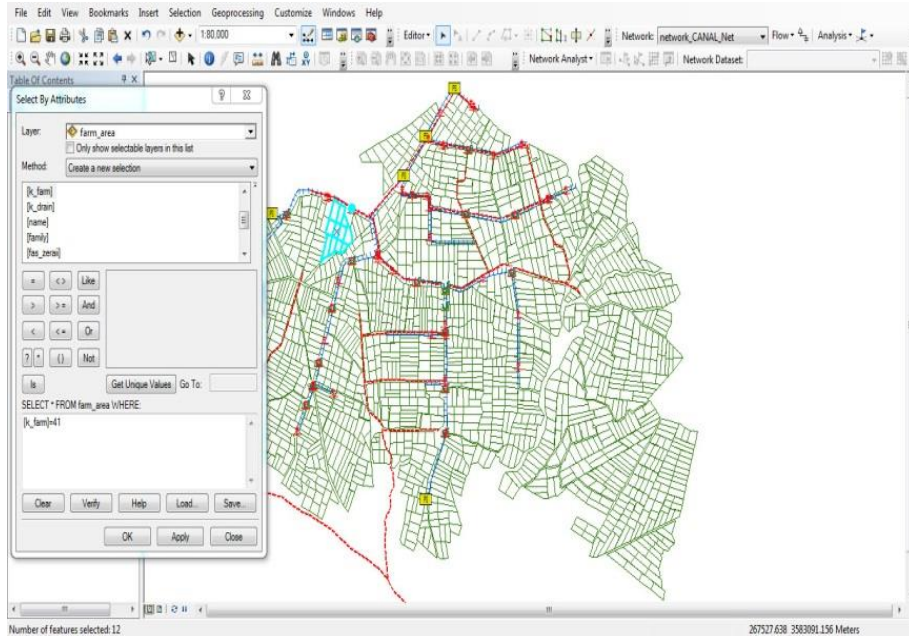 File Edit View Bookmarks Insert Selection Geoprocessing Customize Windows Help
1:80,000 Editor Network: network_CANAL_Net Flow Analysis
Network Analyst Network Dataset:
Table Of Contents
Select By Attributes
Layer: farm_area
Only show selectable layers in this list
Method: Create a new selection
[k_farm]
[k_drain]
[name]
[family]
[fas_zeraii]
= <> Like
> >= And
< <= Or
? * () Not
Is Get Unique Values Go To:
SELECT * FROM farm_area WHERE:
[k_farm]=41
Clear Verify Help Load... Save...
OK Apply Close
Number of features selected: 12
267527.638 3583091.156 Meters